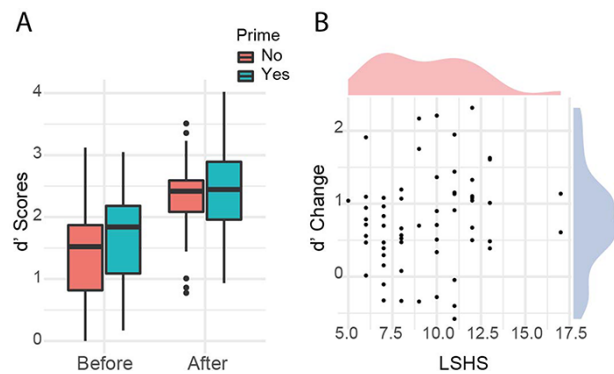 A
Prime
No
Yes
d' Scores
4
3
2
1
0
Before
After
B
d' Change
2
1
0
5.0
7.5
10.0
12.5
15.0
17.5
LSHS